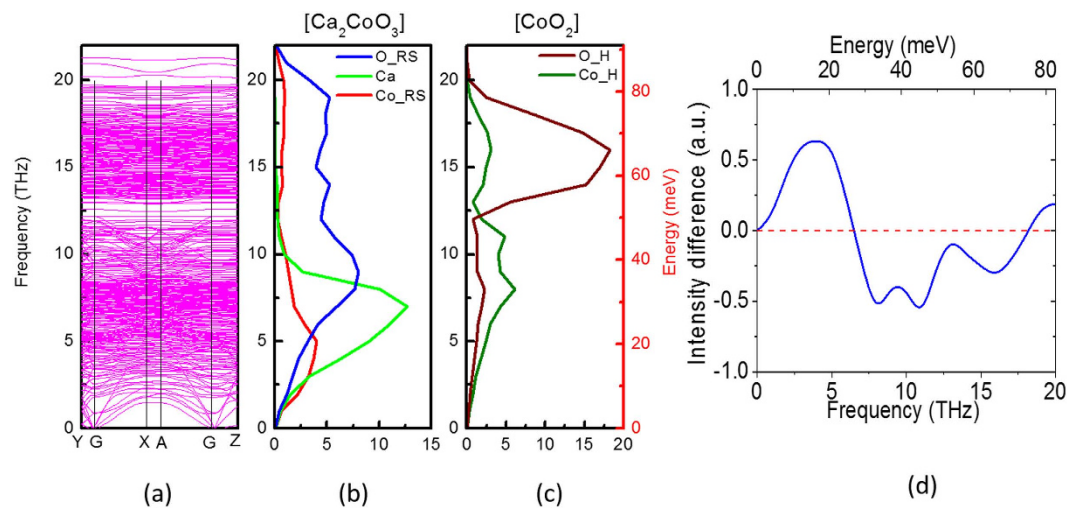 [Ca₂CoO₃]
[CoO₂]
Frequency (THz)
20
15
10
5
0
Y G X A G Z
O_RS
Ca
Co_RS
0 5 10 15
O_H
Co_H
0 5 10 15 20
80
60
40
20
0
Energy (meV)
Energy (meV)
0 20 40 60 80
Intensity difference (a.u.)
1.0
0.5
0.0
-0.5
-1.0
0 5 10 15 20
Frequency (THz)
(a)
(b)
(c)
(d)